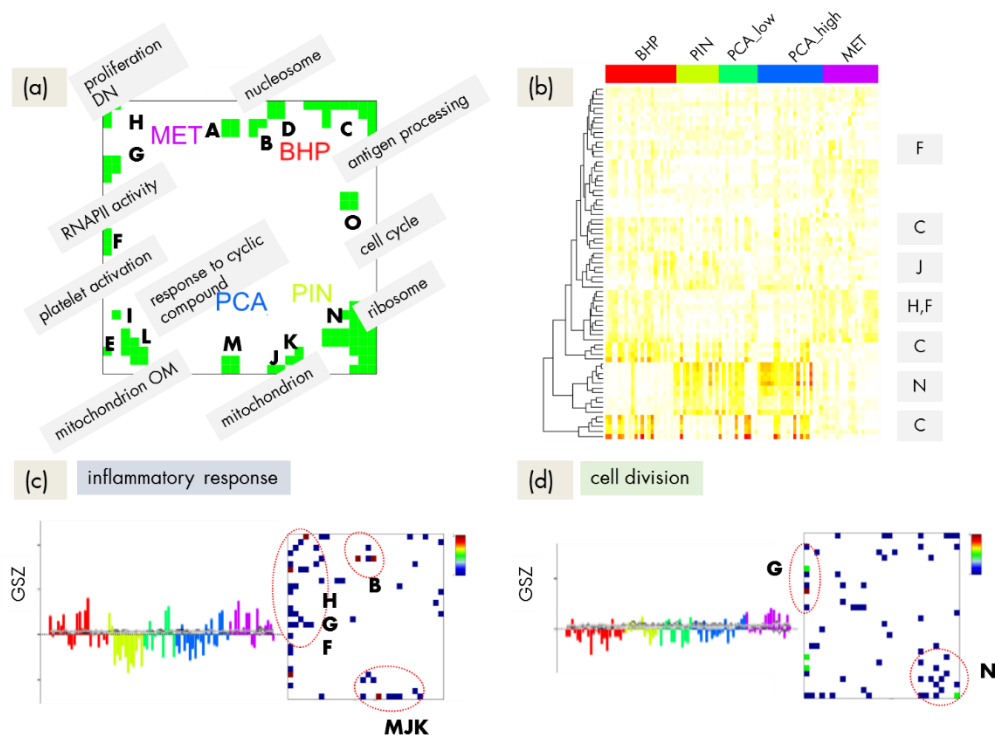 (a)
proliferation
DN
nucleosome
H
MET
A
B
D
BHP
C
antigen processing
G
RNAPII activity
O
F
cell cycle
platelet activation
response to cyclic
compound
PCA
PIN
N
ribosome
I
E
L
M
K
J
mitochondrion OM
mitochondrion
(b)
BHP
PIN
PCA_low
PCA_high
MET
F
C
J
H,F
C
N
C
(c)
inflammatory response
GSZ
B
H
G
F
MJK
(d)
cell division
GSZ
G
N